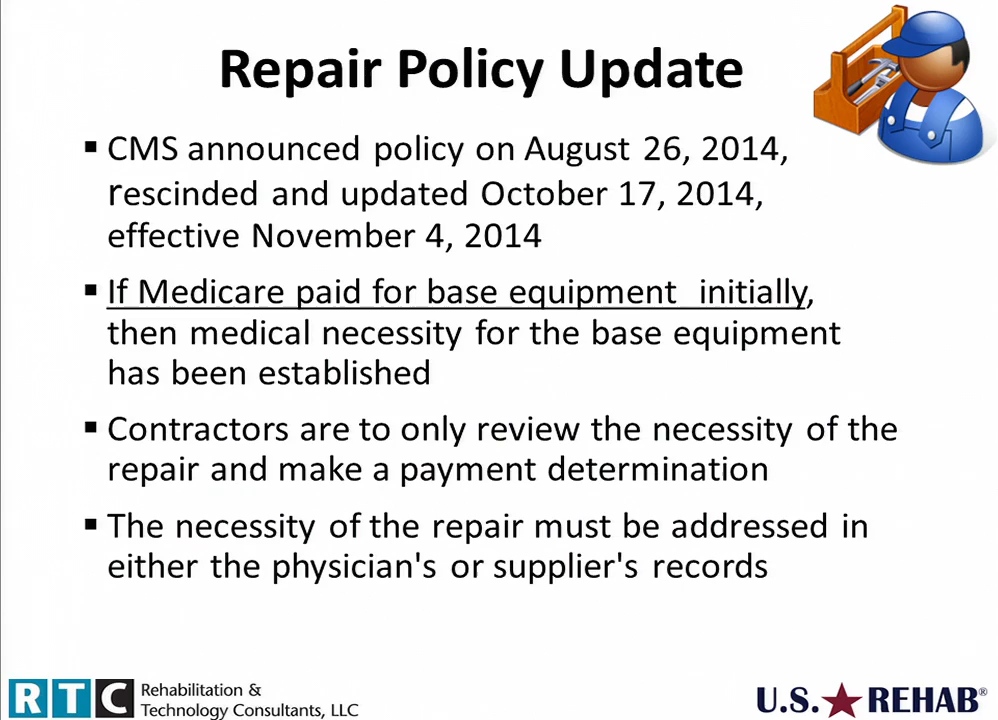 Repair Policy Update
▪ CMS announced policy on August 26, 2014,
rescinded and updated October 17, 2014,
effective November 4, 2014
▪ If Medicare paid for base equipment initially,
then medical necessity for the base equipment
has been established
▪ Contractors are to only review the necessity of the
repair and make a payment determination
▪ The necessity of the repair must be addressed in
either the physician's or supplier's records
RTC Rehabilitation &
Technology Consultants, LLC
U.S. REHAB®